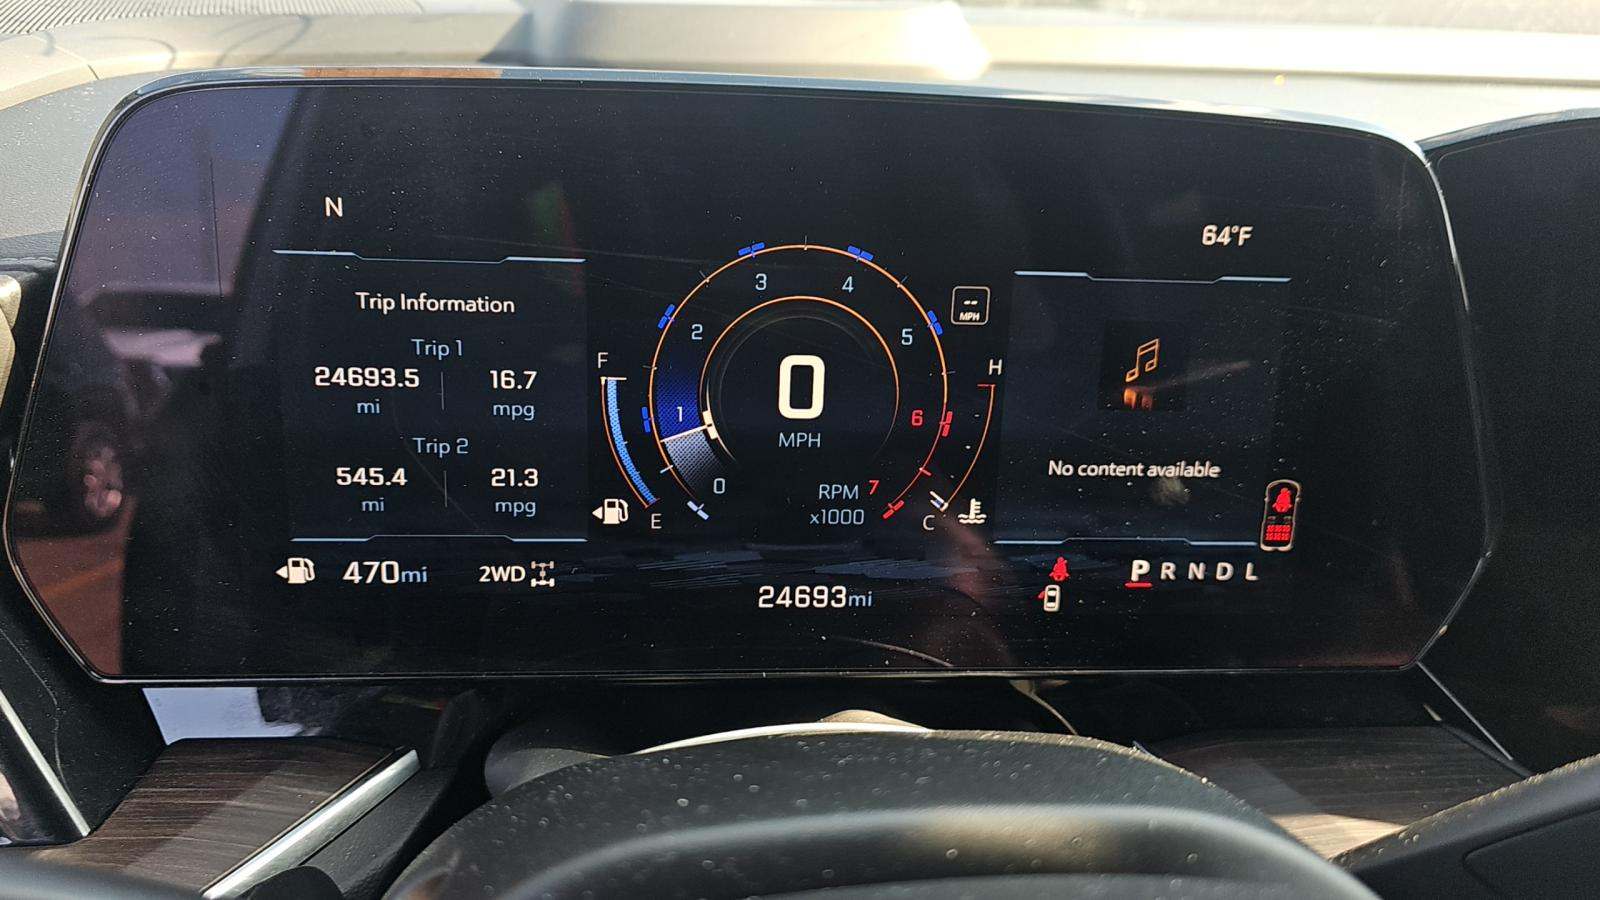 N
64°F
Trip Information
Trip 1
24693.5 mi
16.7 mpg
Trip 2
545.4 mi
21.3 mpg
470mi
2WD
F
E
0
1
2
3
4
5
6
7
0
MPH
RPM
x1000
24693mi
--
MPH
H
C
No content available
P R N D L